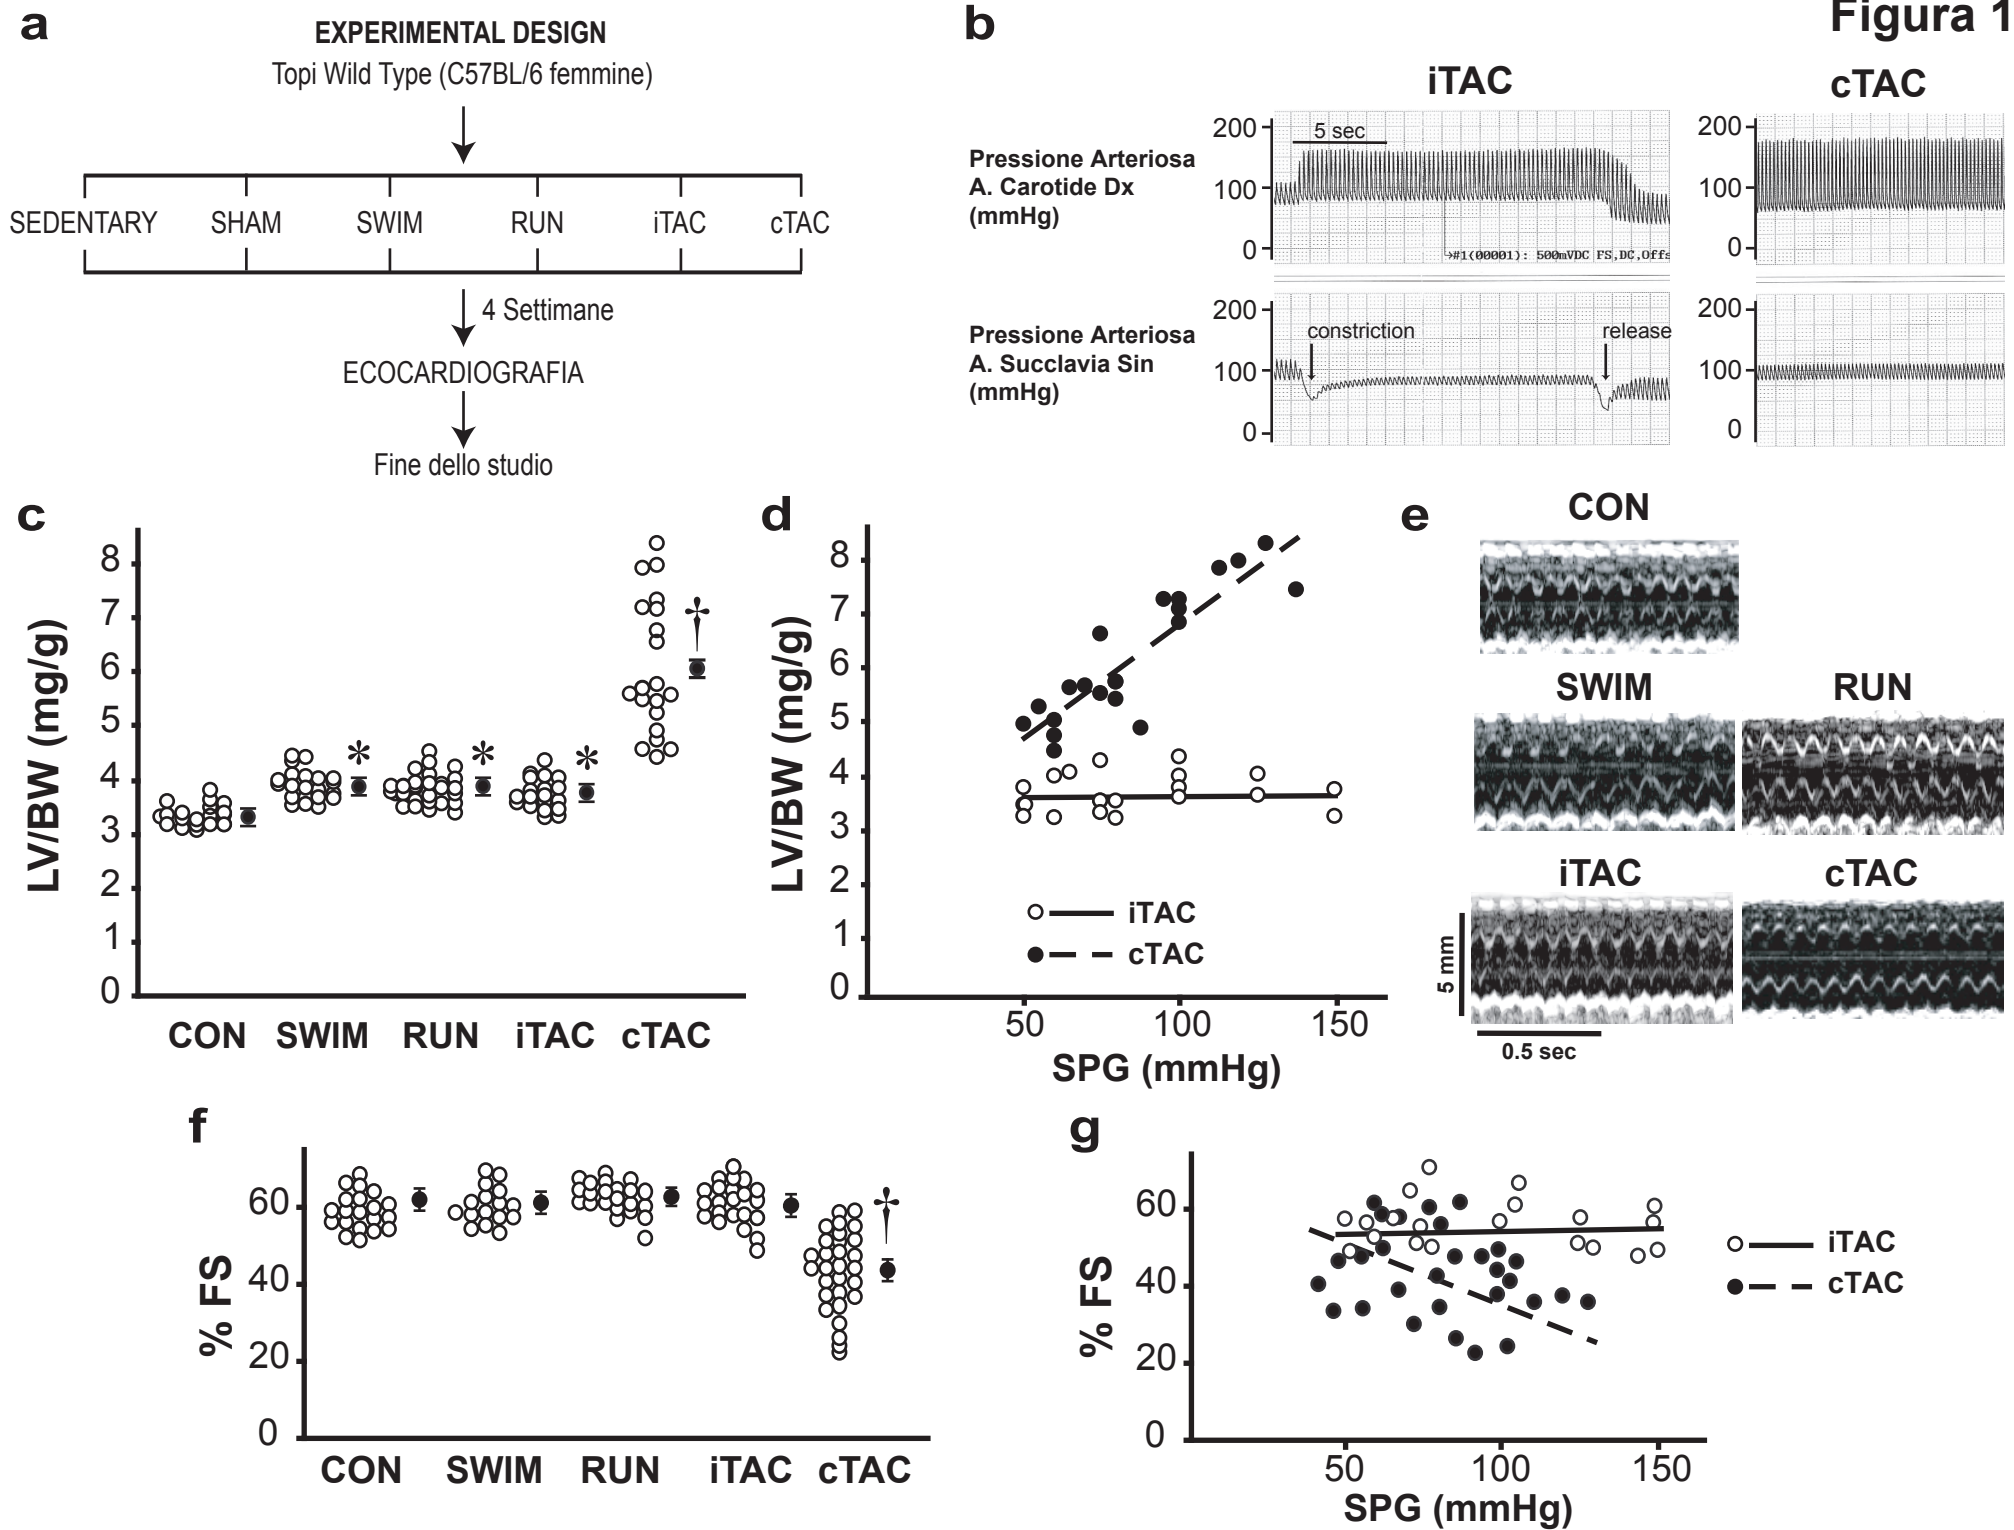 Figura 1
a
EXPERIMENTAL DESIGN
Topi Wild Type (C57BL/6 femmine)
SEDENTARY SHAM SWIM RUN iTAC cTAC
4 Settimane
ECOCARDIOGRAFIA
Fine dello studio
b
iTAC cTAC
Pressione Arteriosa
A. Carotide Dx
(mmHg)
200
100
0
5 sec
#1(00001): 500mVDC FS,DC,Offs
200
100
0
Pressione Arteriosa
A. Succlavia Sin
(mmHg)
200
100
0
constriction release
200
100
0
c
LV/BW (mg/g)
8
7
6
5
4
3
2
1
0
* * * †
CON SWIM RUN iTAC cTAC
d
LV/BW (mg/g)
8
7
6
5
4
3
2
1
0
iTAC
cTAC
50 100 150
SPG (mmHg)
e
CON
SWIM RUN
iTAC cTAC
5 mm
0.5 sec
f
% FS
60
40
20
0
†
CON SWIM RUN iTAC cTAC
g
% FS
60
40
20
0
iTAC
cTAC
50 100 150
SPG (mmHg)